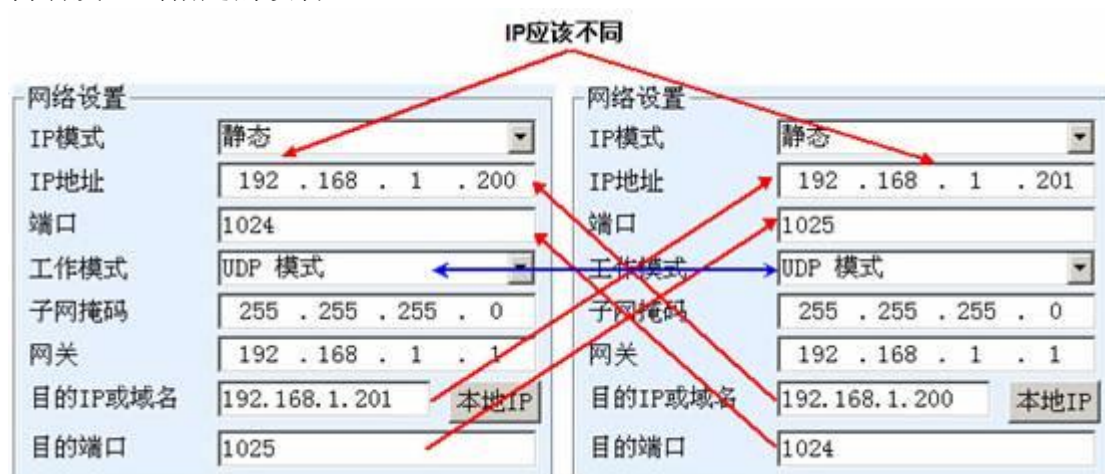 IP应该不同
网络设置
IP模式 静态
IP地址 192 . 168 . 1 . 200
端口 1024
工作模式 UDP 模式
子网掩码 255 . 255 . 255 . 0
网关 192 . 168 . 1 . 1
目的IP或域名 192.168.1.201 本地IP
目的端口 1025
网络设置
IP模式 静态
IP地址 192 . 168 . 1 . 201
端口 1025
工作模式 UDP 模式
子网掩码 255 . 255 . 255 . 0
网关 192 . 168 . 1 . 1
目的IP或域名 192.168.1.200 本地IP
目的端口 1024